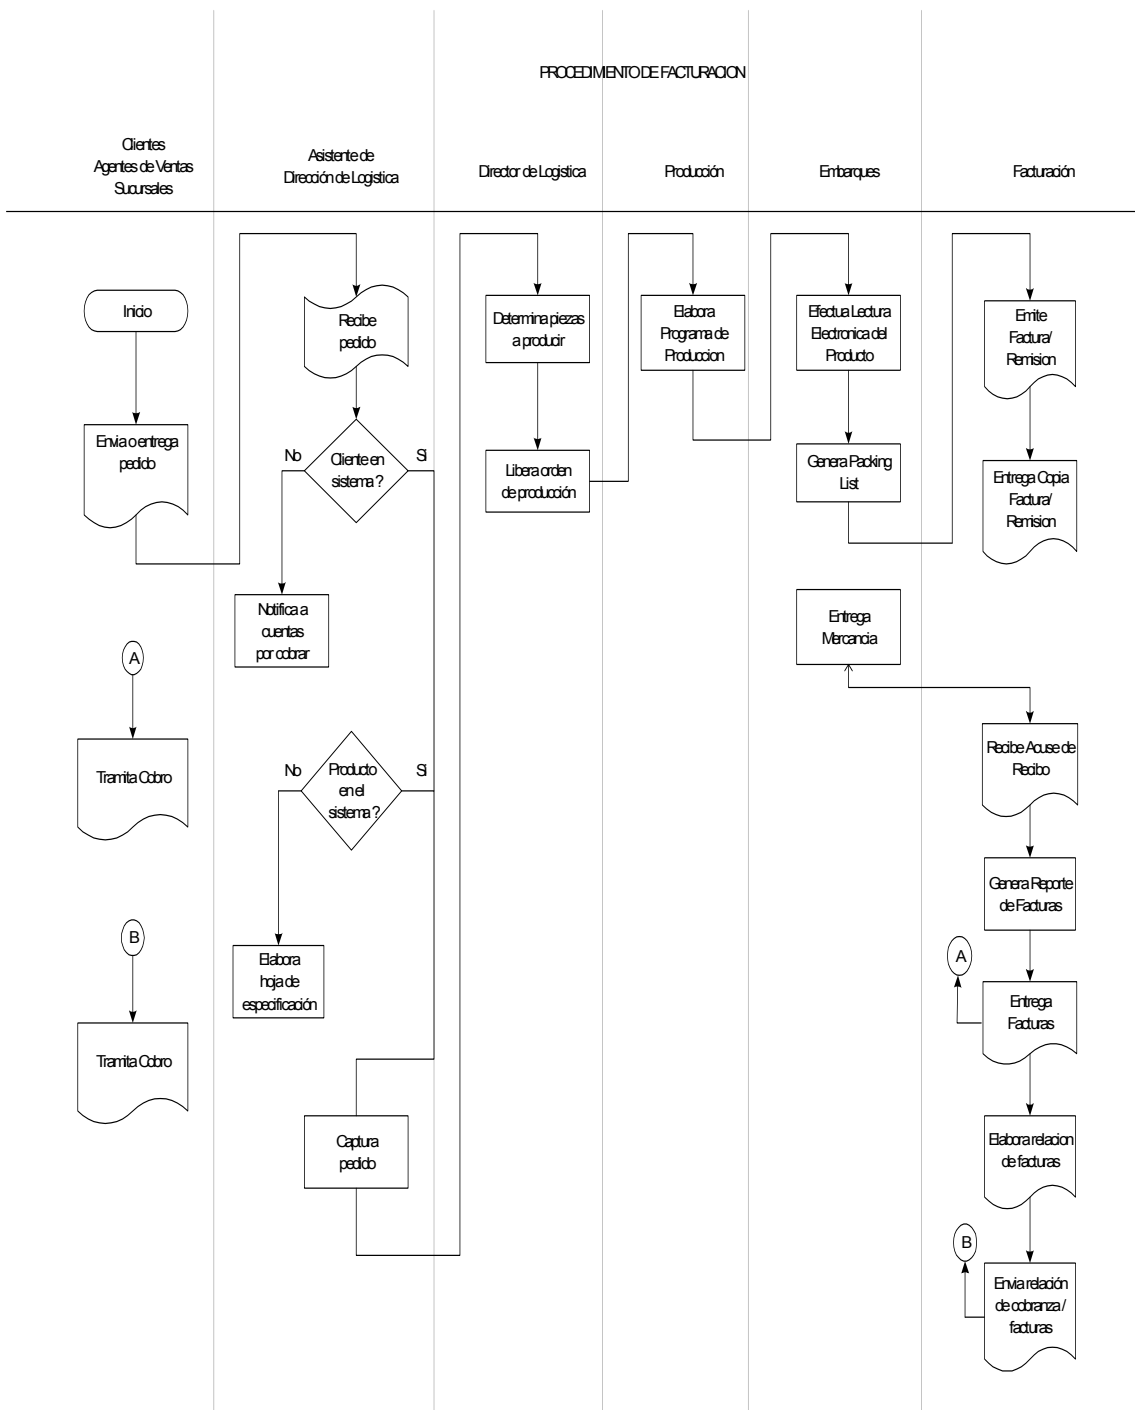 PROCEDIMIENTO DE FACTURACION
Clientes
Agentes de Ventas
Sucursales
Asistente de
Dirección de Logistica
Director de Logistica
Producción
Embarques
Facturación
Inicio
Envia o entrega
pedido
A
Tramita Cobro
B
Tramita Cobro
Recibe
pedido
Cliente en
sistema ?
No
Sí
Notifica a
cuentas
por cobrar
Producto
en el
sistema ?
No
Sí
Elabora
hoja de
especificación
Captura
pedido
Determina piezas
a producir
Libera orden
de producción
Elabora
Programa de
Produccion
Efectua Lectura
Electronica del
Producto
Genera Packing
List
Entrega
Mercancia
Emite
Factura/
Remision
Entrega Copia
Factura/
Remision
Recibe Acuse de
Recibo
Genera Reporte
de Facturas
A
Entrega
Facturas
Elabora relacion
de facturas
B
Envia relación
de cobranza /
facturas